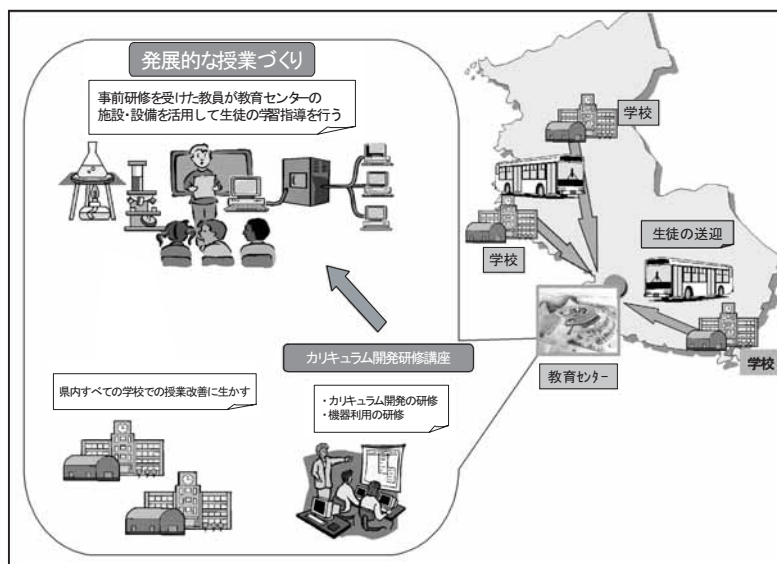 発展的な授業づくり
事前研修を受けた教員が教育センターの
施設・設備を活用して生徒の学習指導を行う
学校
学校
生徒の送迎
学校
教育センター
カリキュラム開発研修講座
・カリキュラム開発の研修
・機器利用の研修
県内すべての学校での授業改善に生かす